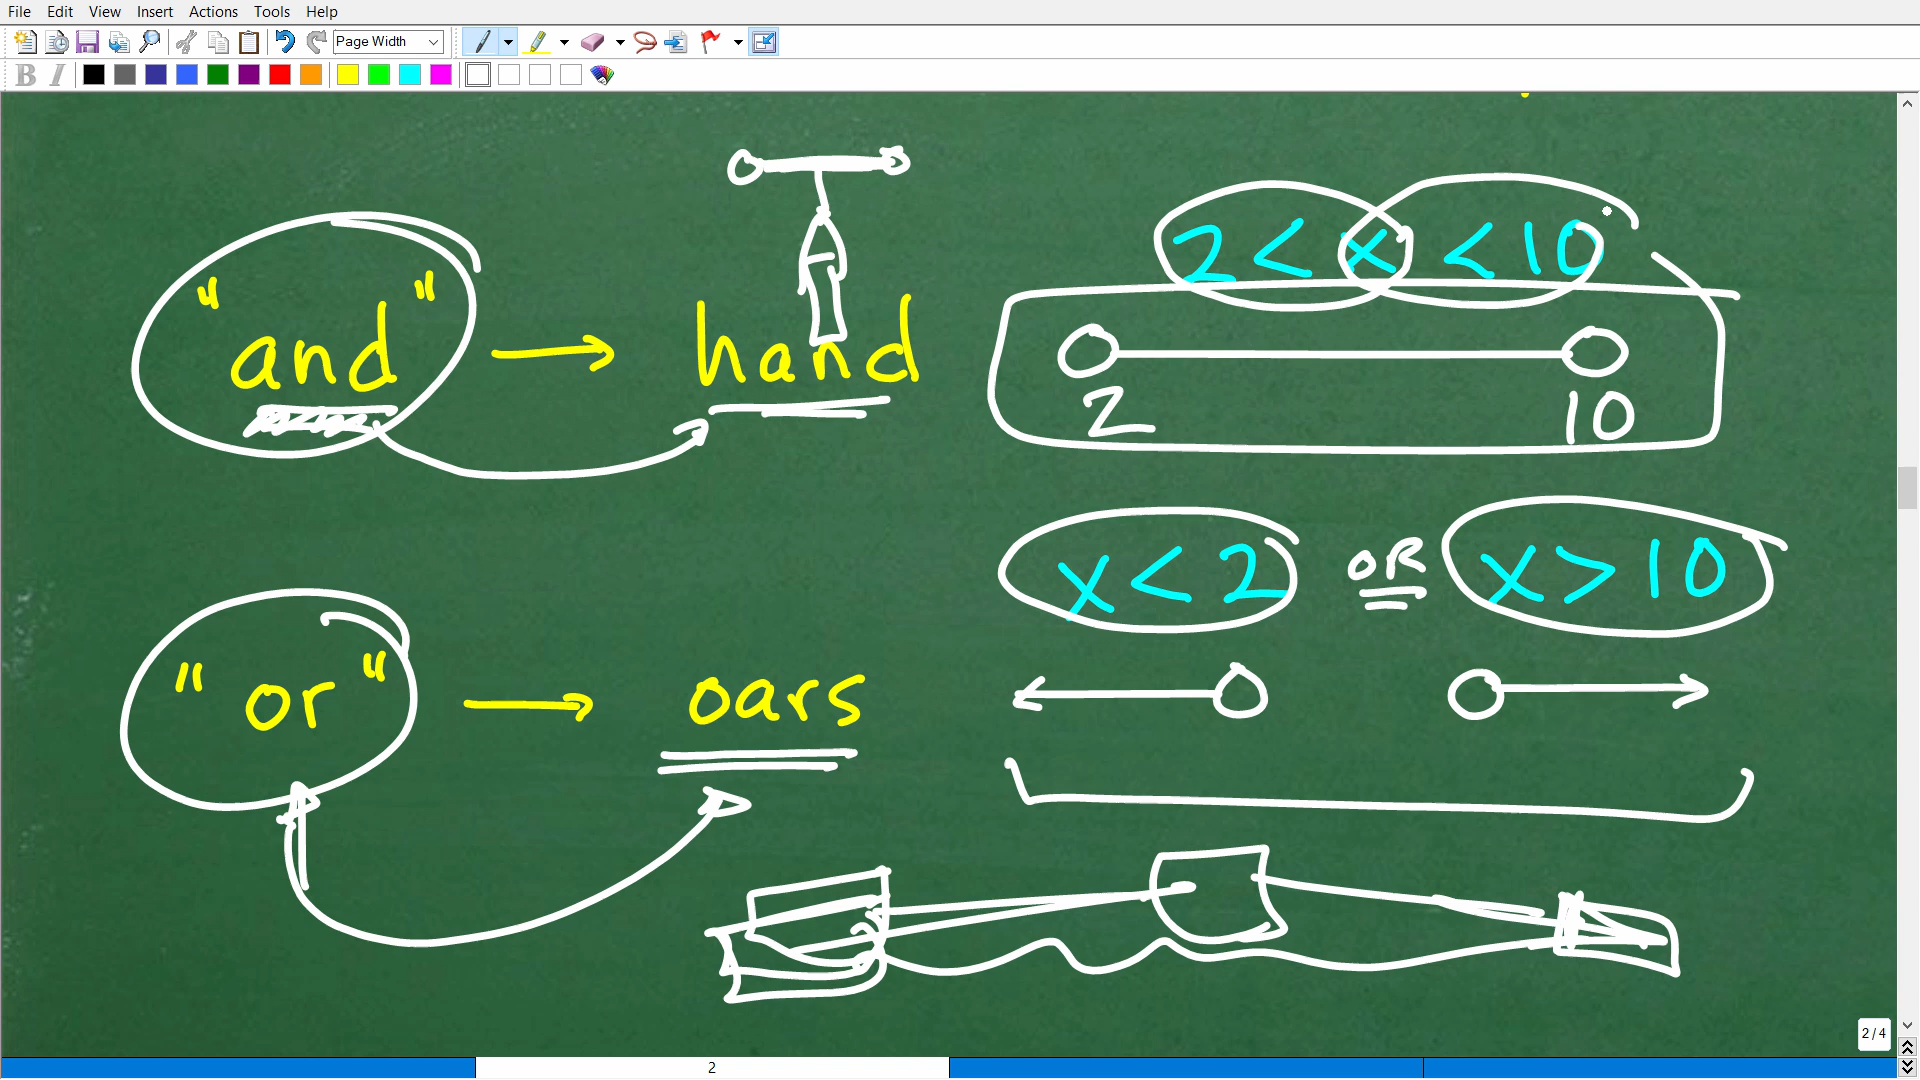 File Edit View Insert Actions Tools Help
Page Width
B I
"and" → hand
2 < x < 10
2 10
x < 2 OR x > 10
"or" → oars
2 / 4
2